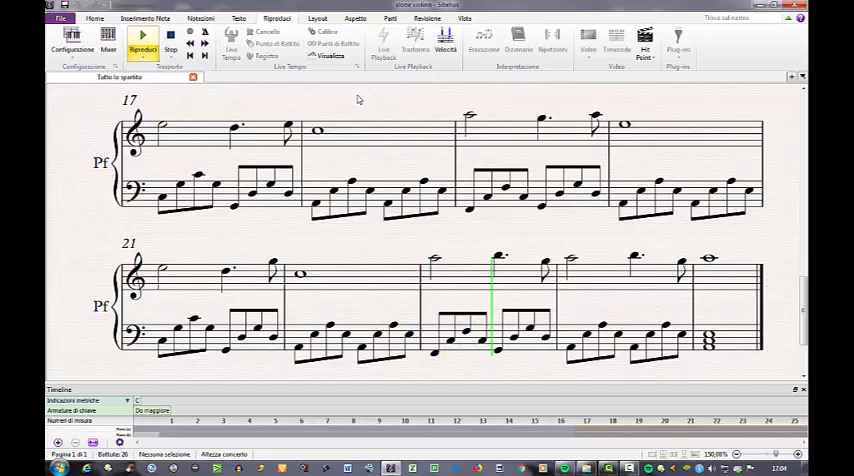 alone violino - Sibelius
File Home Inserimento Nota Notazioni Testo Riproduci Layout Aspetto Parti Revisione Vista Trova sul nastro
Configurazione Mixer Riproduci Stop Live Tempo Cancella Punto di Battito Registra Calibra Punti di Battito Visualizza Live Playback Trasforma Velocità Esecuzione Dizionario Repetizioni Video Timecode Hit Point Plug-ins
Configurazione Trasporto Live Tempo Live Playback Interpretazione Video Plug-ins
Tutto lo spartito
17
Pf
21
Pf
Timeline
Indicazioni metriche C
Armature di chiave Do maggiore
Numeri di misura 1 2 3 4 5 6 7 8 9 10 11 12 13 14 15 16 17 18 19 20 21 22 23 24 25
Pagina 1 di 1 Battute: 26 Nessuna selezione Altezza concerto 150,00%
17.04